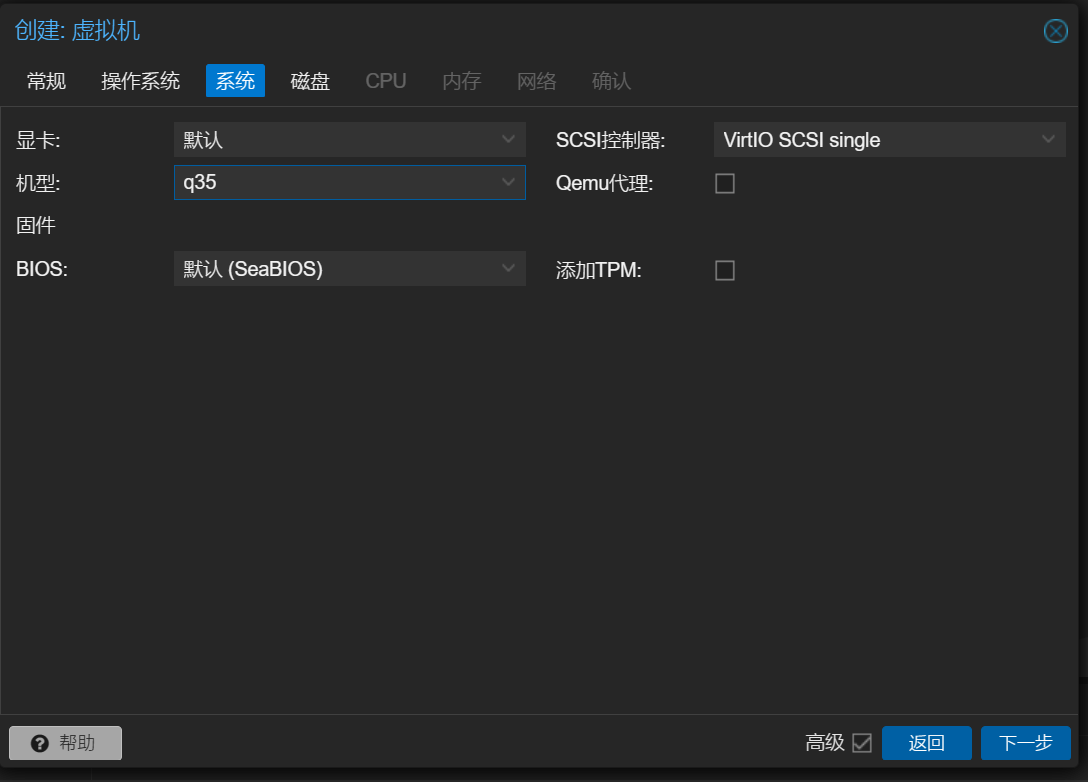 创建: 虚拟机
常规 操作系统 系统 磁盘 CPU 内存 网络 确认
显卡: 默认 SCSI控制器: VirtIO SCSI single
机型: q35 Qemu代理:
固件
BIOS: 默认 (SeaBIOS) 添加TPM:
帮助 高级 返回 下一步